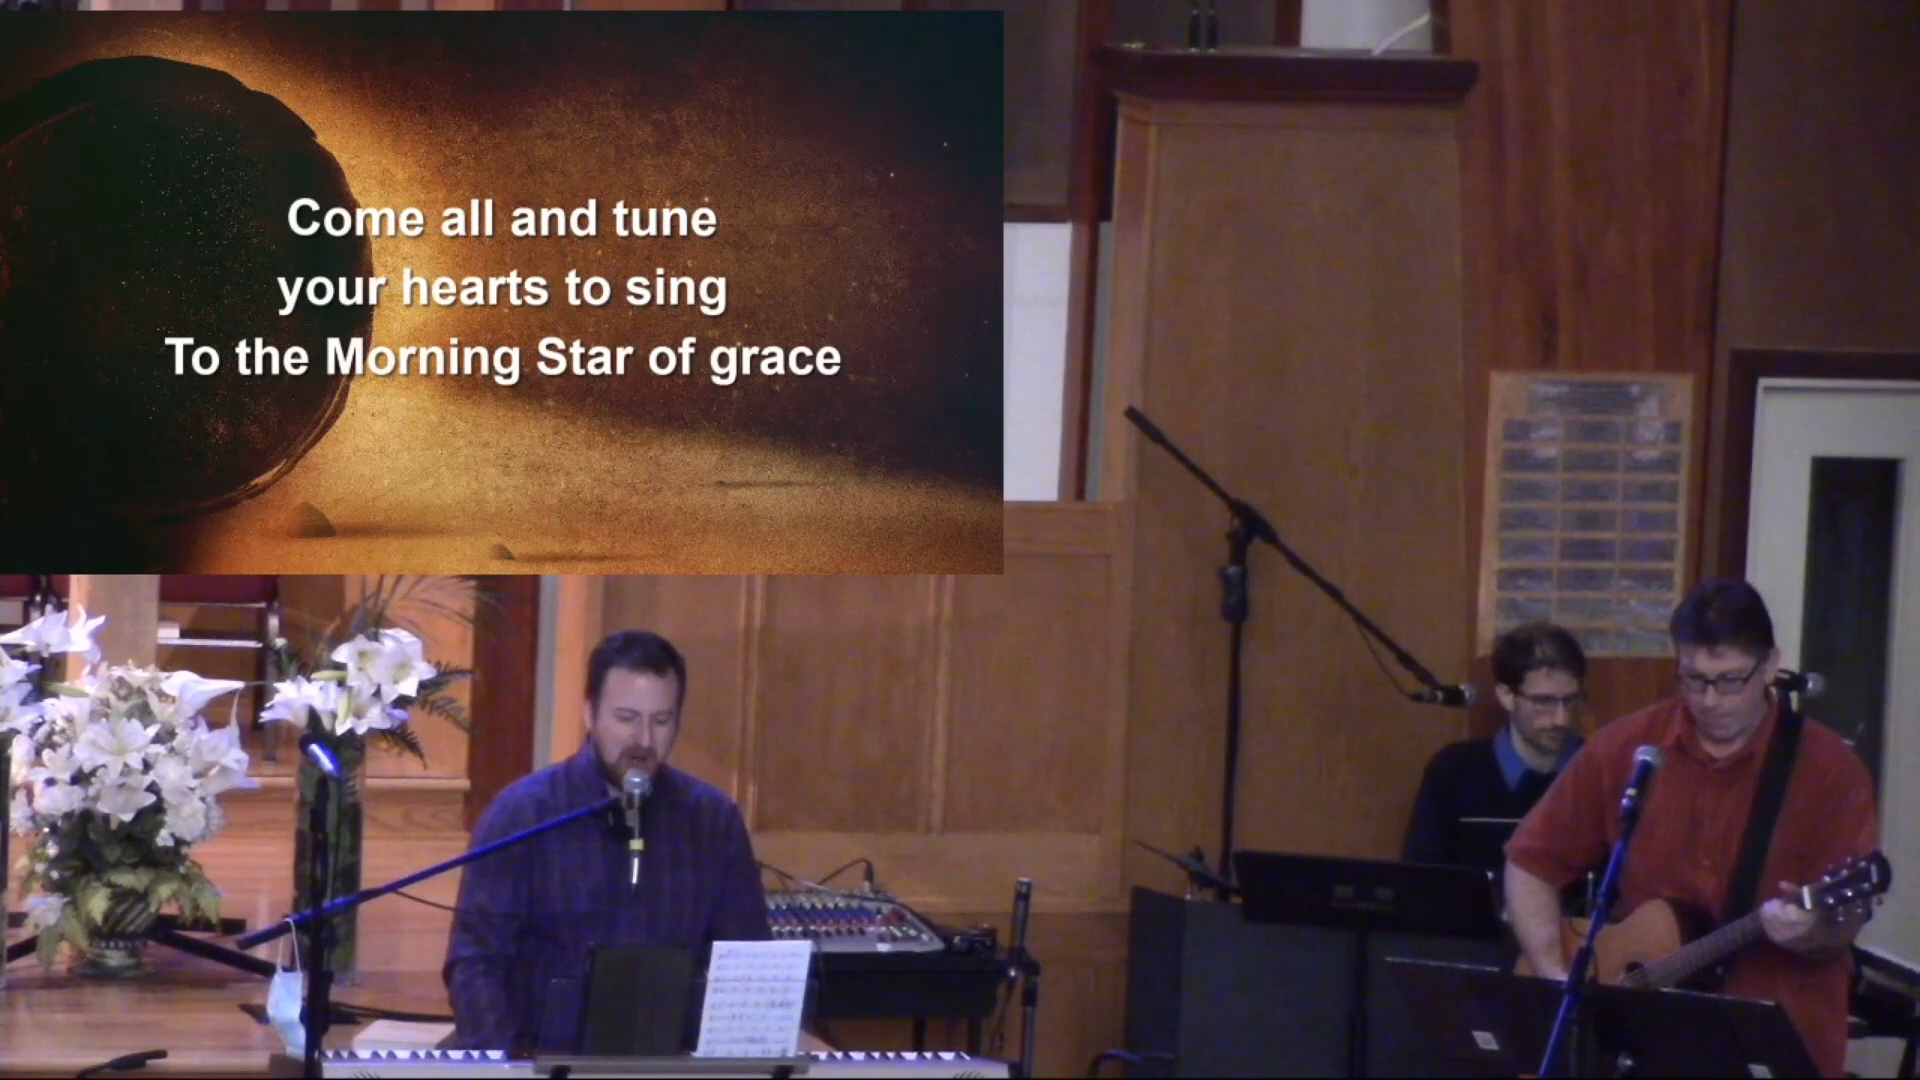 Come all and tune
your hearts to sing
To the Morning Star of grace